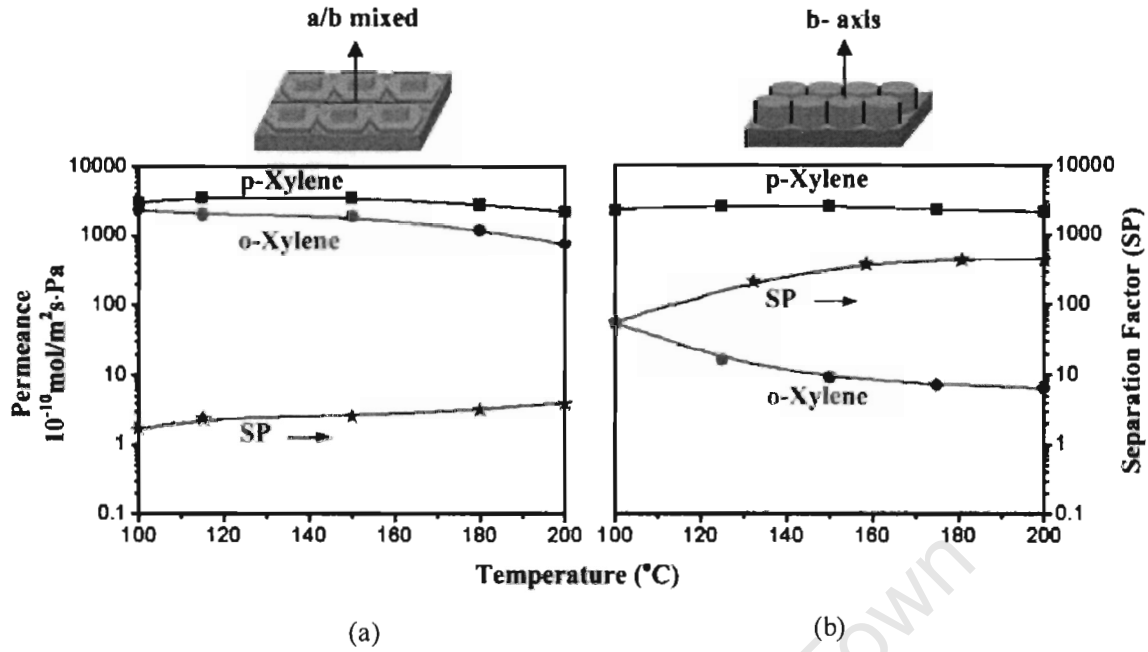 a/b mixed
b- axis
10000
1000
100
10
1
0.1
Permeance
10⁻¹⁰mol/m²s·Pa
p-Xylene
o-Xylene
SP
100 120 140 160 180 200
p-Xylene
SP
o-Xylene
100 120 140 160 180 200
10000
1000
100
10
1
0.1
Separation Factor (SP)
Temperature (°C)
(a)
(b)
Town